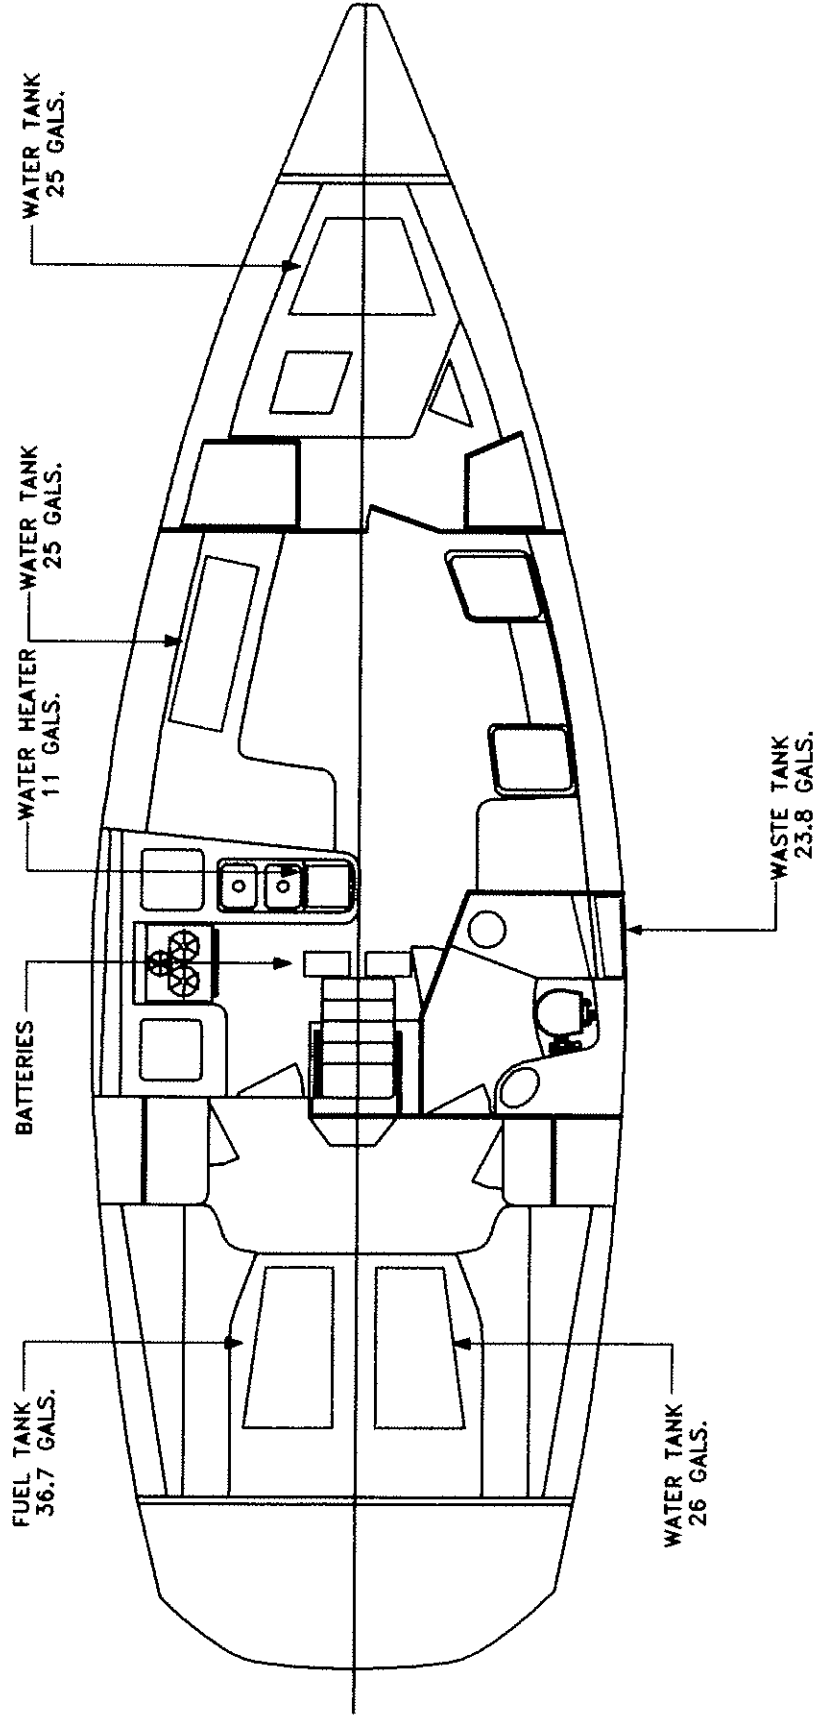 WATER TANK
25 GALS.
WATER TANK
25 GALS.
WATER HEATER
11 GALS.
BATTERIES
FUEL TANK
36.7 GALS.
WASTE TANK
23.8 GALS.
WATER TANK
26 GALS.